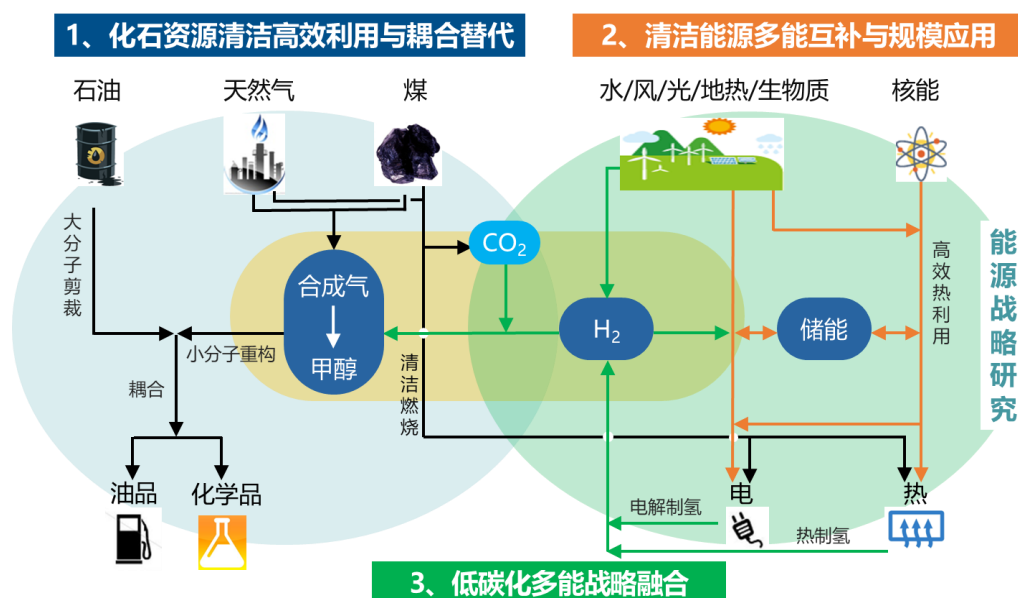 1、化石资源清洁高效利用与耦合替代
2、清洁能源多能互补与规模应用
石油
天然气
煤
水/风/光/地热/生物质
核能
大分子剪裁
CO₂
高效热利用
能源战略研究
合成气
甲醇
H₂
储能
小分子重构
清洁燃烧
耦合
油品
化学品
电
热
电解制氢
热制氢
3、低碳化多能战略融合